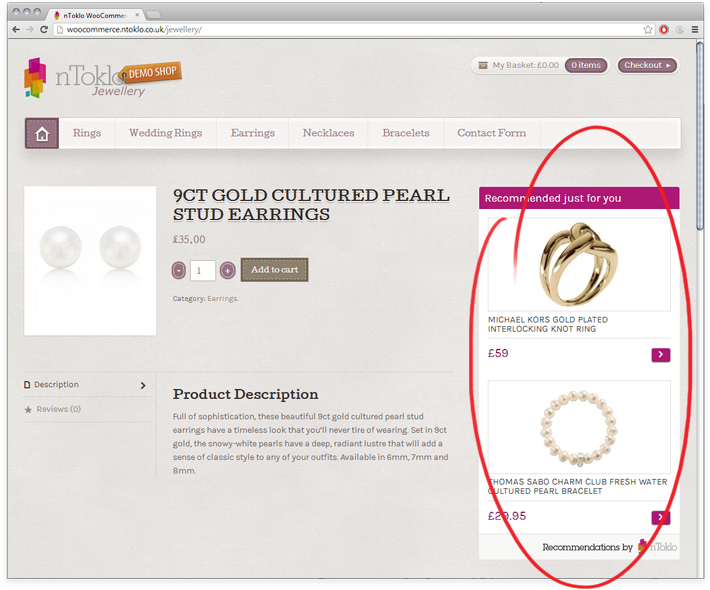 nToklo WooCommer
woocommerce.ntoklo.co.uk/jewellery/
nToklo DEMO SHOP
Jewellery
My Basket: £0.00 0 items Checkout
Rings Wedding Rings Earrings Necklaces Bracelets Contact Form
9CT GOLD CULTURED PEARL
STUD EARRINGS
£35.00
- 1 + Add to cart
Category: Earrings.
Description
Reviews (0)
Product Description
Full of sophistication, these beautiful 9ct gold cultured pearl stud
earrings have a timeless look that you'll never tire of wearing. Set in 9ct
gold, the snowy-white pearls have a deep, radiant lustre that will add a
sense of classic style to any of your outfits. Available in 6mm, 7mm and
8mm.
Recommended just for you
MICHAEL KORS GOLD PLATED
INTERLOCKING KNOT RING
£59
THOMAS SABO CHARM CLUB FRESH WATER
CULTURED PEARL BRACELET
£29.95
Recommendations by nToklo